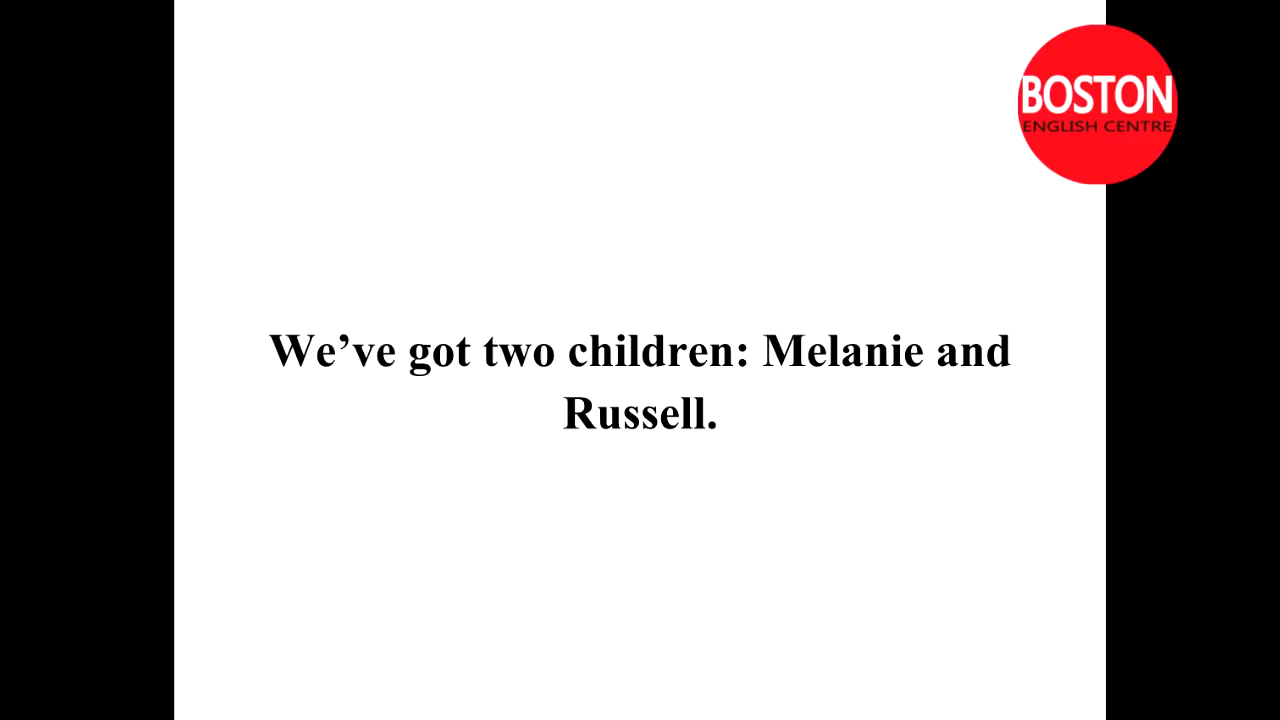 BOSTON
ENGLISH CENTRE
We’ve got two children: Melanie and
Russell.